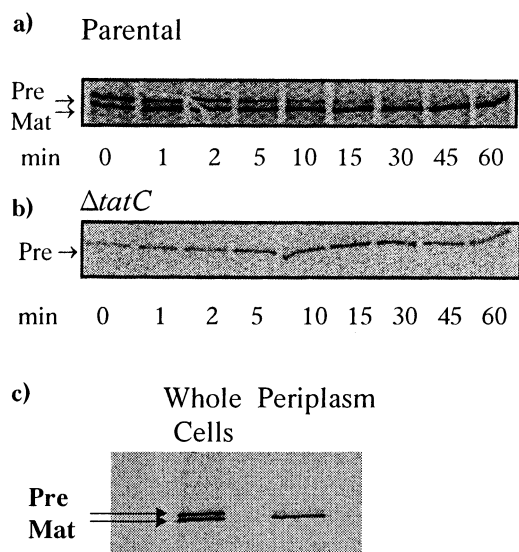 a) Parental
Pre →
Mat →
min 0 1 2 5 10 15 30 45 60
b) ΔtatC
Pre →
min 0 1 2 5 10 15 30 45 60
c) Whole Cells Periplasm
Pre
Mat